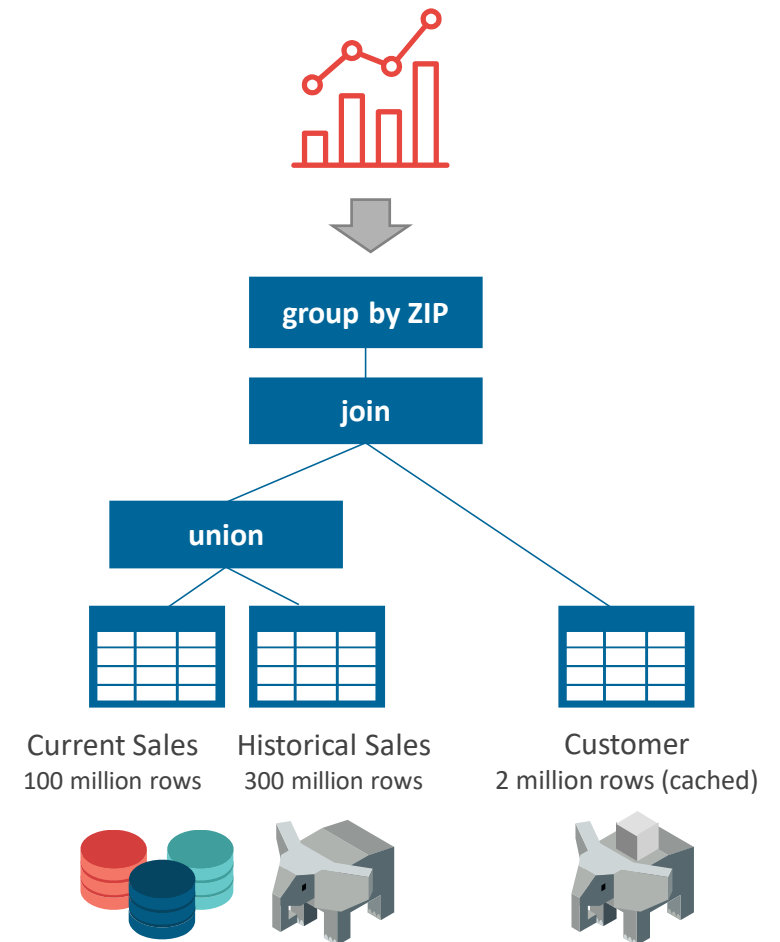 group by ZIP
join
union
Current Sales
100 million rows
Historical Sales
300 million rows
Customer
2 million rows (cached)